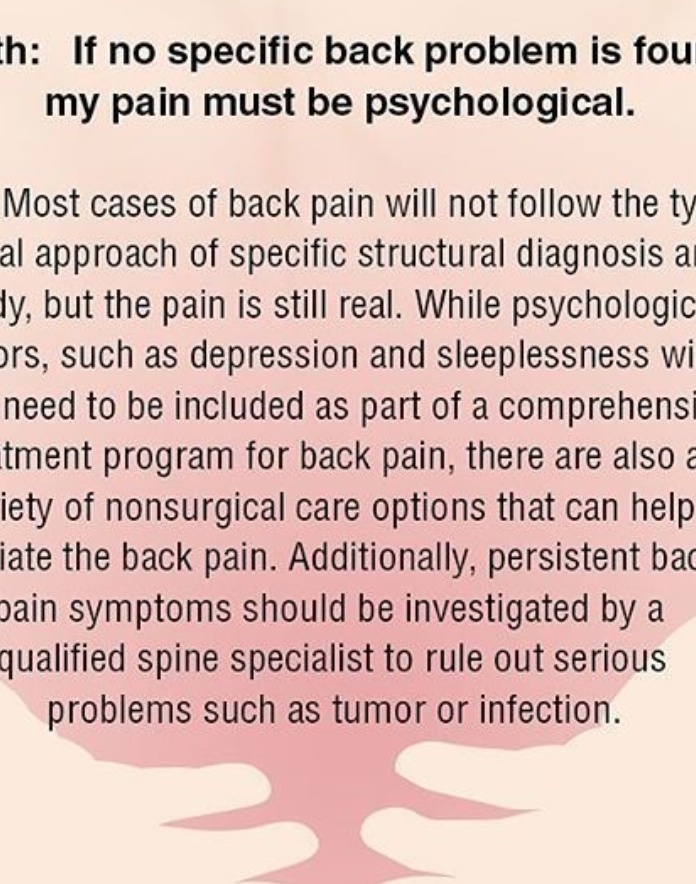 th: If no specific back problem is fou
my pain must be psychological.
Most cases of back pain will not follow the ty
al approach of specific structural diagnosis a
dy, but the pain is still real. While psychologic
ors, such as depression and sleeplessness wi
need to be included as part of a comprehensi
atment program for back pain, there are also a
iety of nonsurgical care options that can help
iate the back pain. Additionally, persistent bac
pain symptoms should be investigated by a
qualified spine specialist to rule out serious
problems such as tumor or infection.